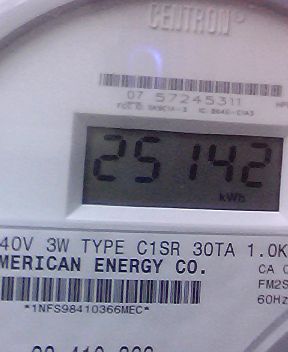 CENTRON®
07 57245311
25142
kWh
40V 3W TYPE C1SR 30TA 1.0K
MERICAN ENERGY CO.
CA 0
FM2S
60Hz
*1NFS98410366MEC*